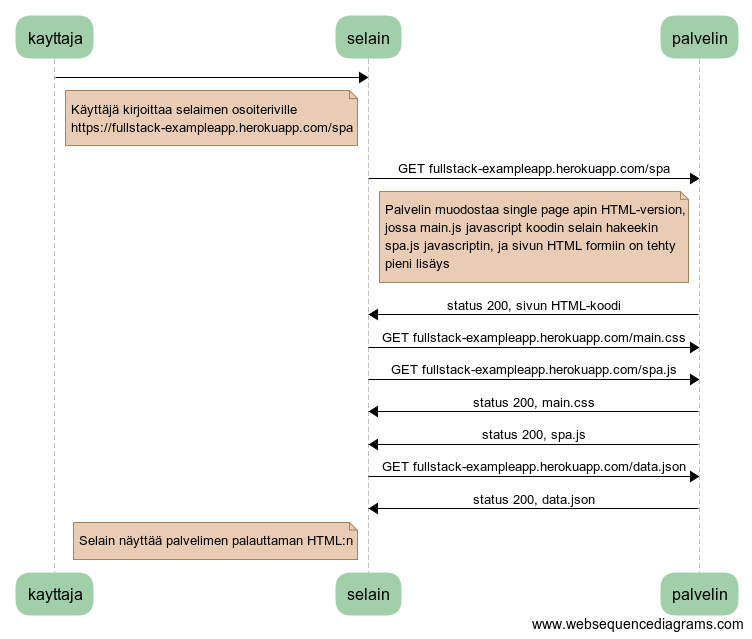 kayttaja
selain
palvelin
Käyttäjä kirjoittaa selaimen osoiteriville
https://fullstack-exampleapp.herokuapp.com/spa
GET fullstack-exampleapp.herokuapp.com/spa
Palvelin muodostaa single page apin HTML-version,
jossa main.js javascript koodin selain hakeekin
spa.js javascriptin, ja sivun HTML formiin on tehty
pieni lisäys
status 200, sivun HTML-koodi
GET fullstack-exampleapp.herokuapp.com/main.css
GET fullstack-exampleapp.herokuapp.com/spa.js
status 200, main.css
status 200, spa.js
GET fullstack-exampleapp.herokuapp.com/data.json
status 200, data.json
Selain näyttää palvelimen palauttaman HTML:n
kayttaja
selain
palvelin
www.websequencediagrams.com